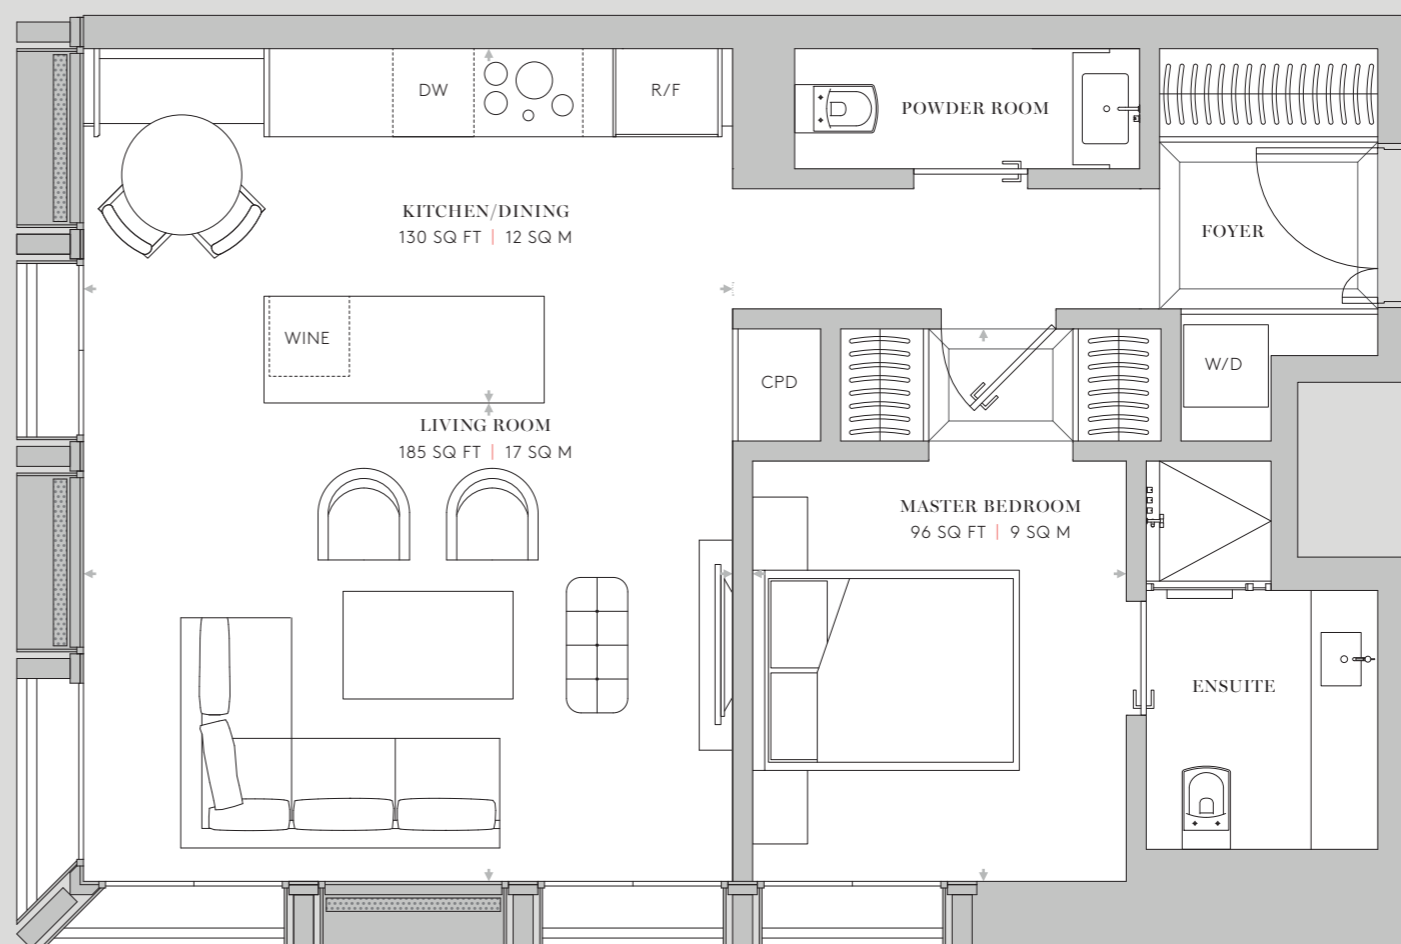 DW
R/F
POWDER ROOM
KITCHEN/DINING
130 SQ FT | 12 SQ M
FOYER
WINE
W/D
CPD
LIVING ROOM
185 SQ FT | 17 SQ M
MASTER BEDROOM
96 SQ FT | 9 SQ M
ENSUITE